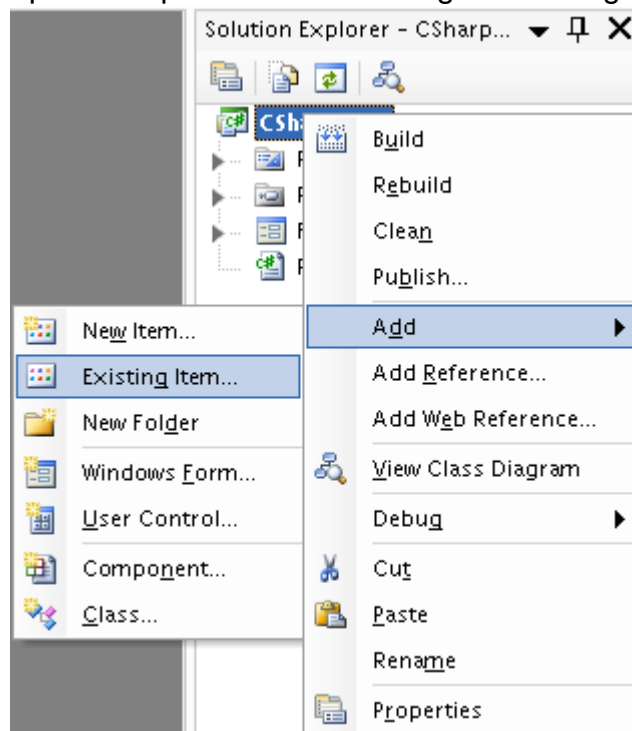 Solution Explorer - CSharp...
CSh
Build
Rebuild
Clean
Publish...
Add
Add Reference...
Add Web Reference...
View Class Diagram
Debug
Cut
Paste
Rename
Properties
New Item...
Existing Item...
New Folder
Windows Form...
User Control...
Component...
Class...